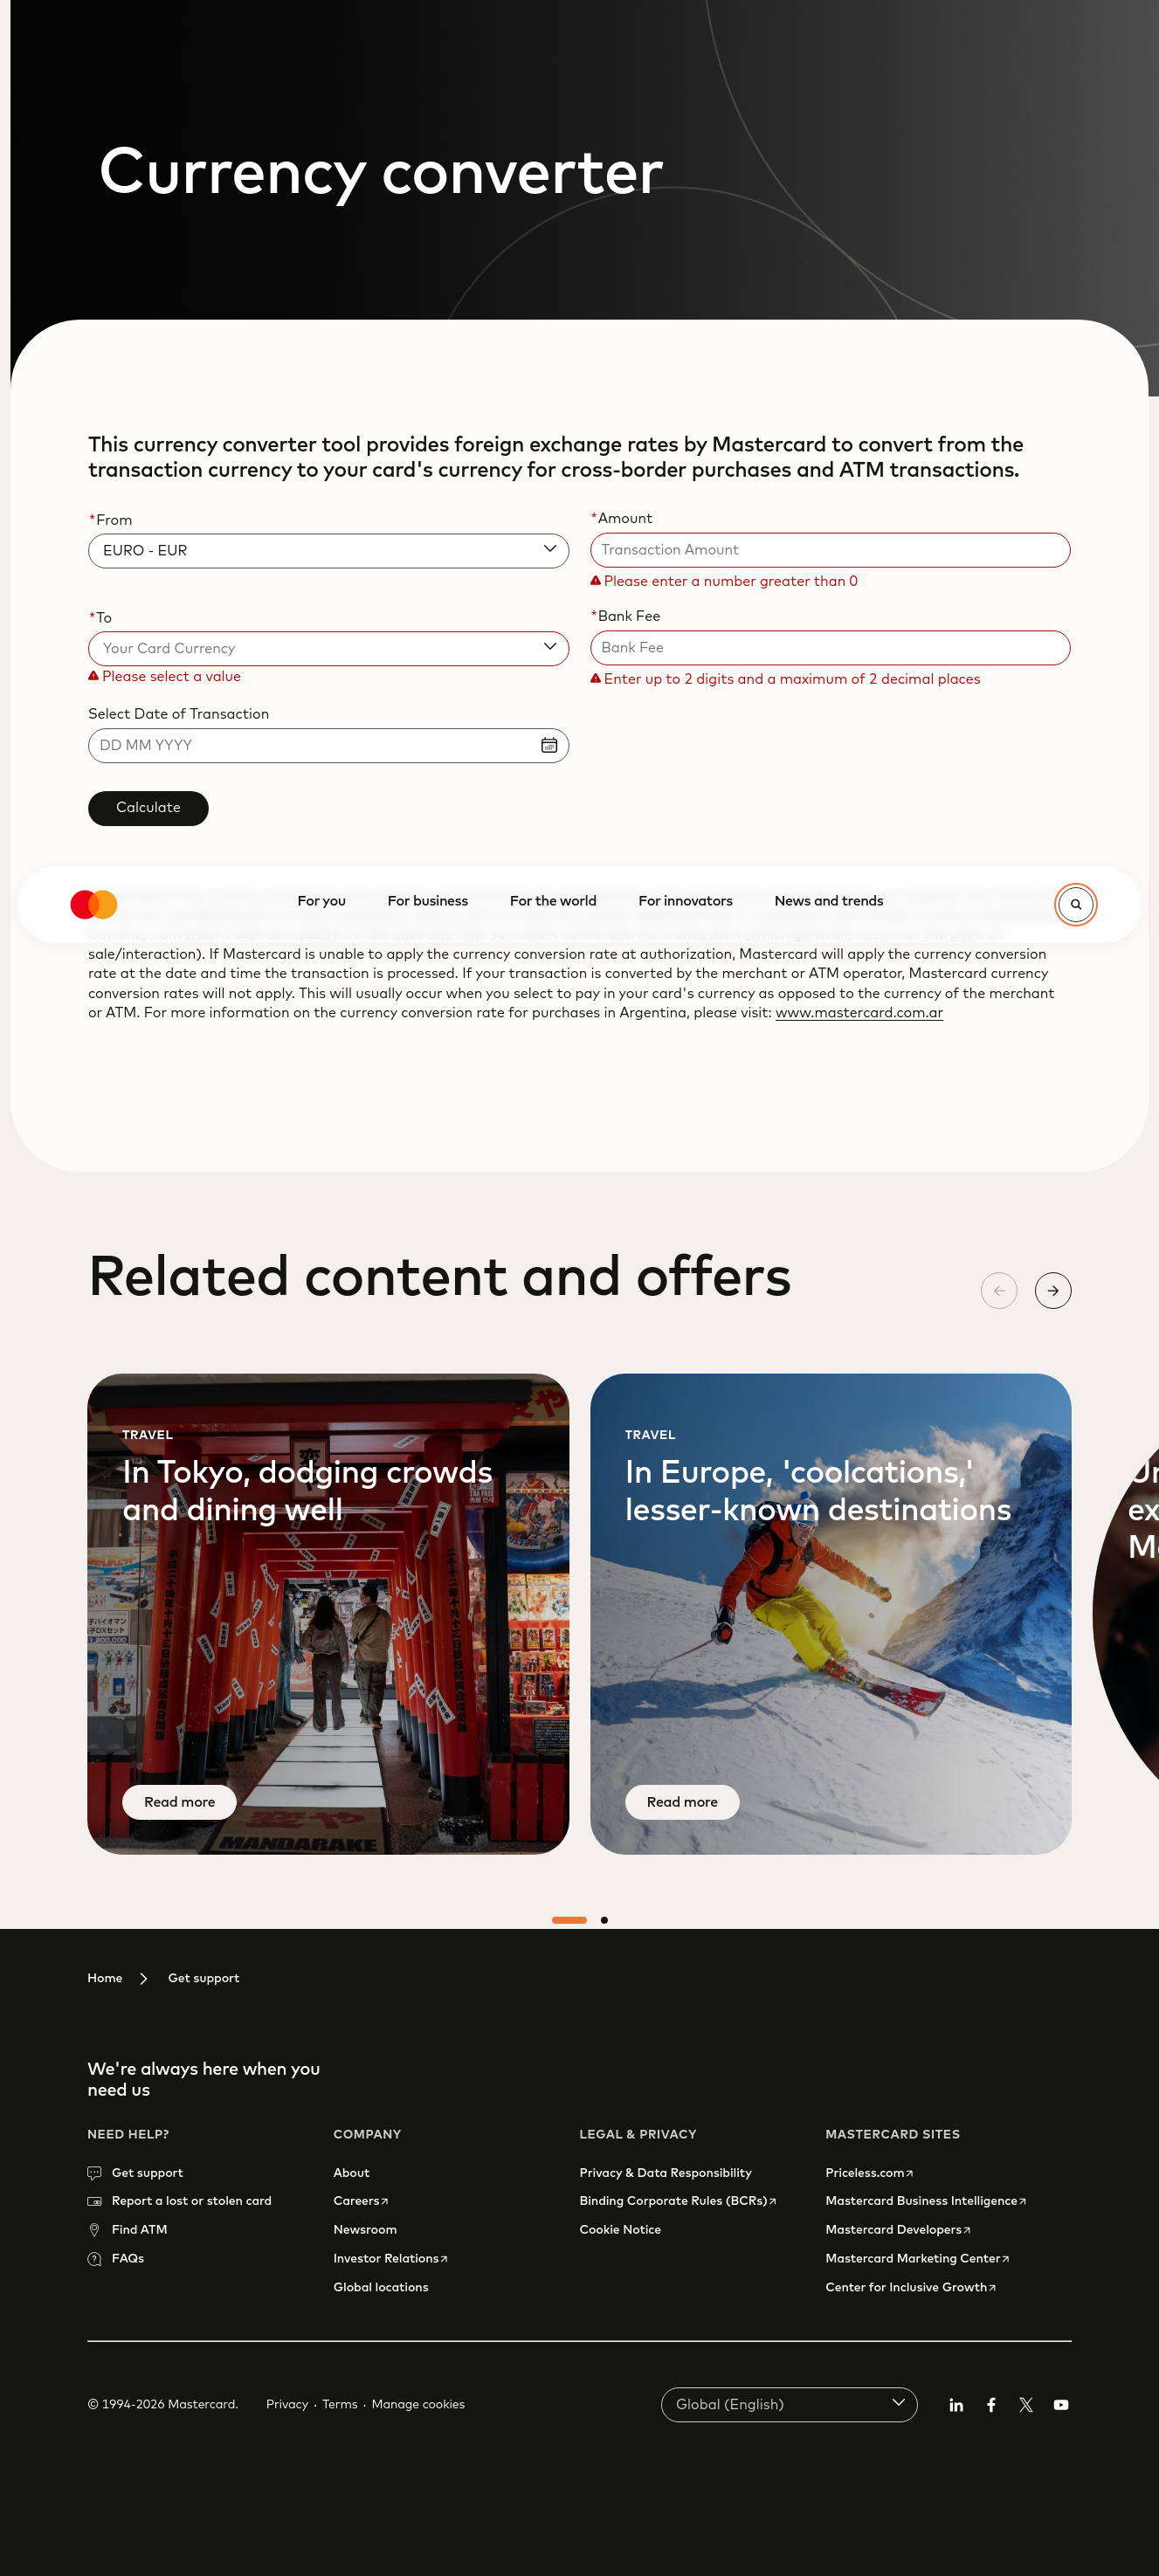 Currency converter
This currency converter tool provides foreign exchange rates by Mastercard to convert from the
transaction currency to your card's currency for cross-border purchases and ATM transactions.
*From
EURO - EUR
*Amount
Transaction Amount
Please enter a number greater than 0
*To
Your Card Currency
Please select a value
*Bank Fee
Bank Fee
Enter up to 2 digits and a maximum of 2 decimal places
Select Date of Transaction
DD MM YYYY
Calculate
For you
For business
For the world
For innovators
News and trends
sale/interaction). If Mastercard is unable to apply the currency conversion rate at authorization, Mastercard will apply the currency conversion
rate at the date and time the transaction is processed. If your transaction is converted by the merchant or ATM operator, Mastercard currency
conversion rates will not apply. This will usually occur when you select to pay in your card's currency as opposed to the currency of the merchant
or ATM. For more information on the currency conversion rate for purchases in Argentina, please visit: www.mastercard.com.ar
Related content and offers
TRAVEL
In Tokyo, dodging crowds
and dining well
MANDARAKE
Read more
TRAVEL
In Europe, 'coolcations,'
lesser-known destinations
Read more
Home
Get support
We're always here when you
need us
NEED HELP?
Get support
Report a lost or stolen card
Find ATM
FAQs
COMPANY
About
Careers
Newsroom
Investor Relations
Global locations
LEGAL & PRIVACY
Privacy & Data Responsibility
Binding Corporate Rules (BCRs)
Cookie Notice
MASTERCARD SITES
Priceless.com
Mastercard Business Intelligence
Mastercard Developers
Mastercard Marketing Center
Center for Inclusive Growth
© 1994-2026 Mastercard.
Privacy · Terms · Manage cookies
Global (English)